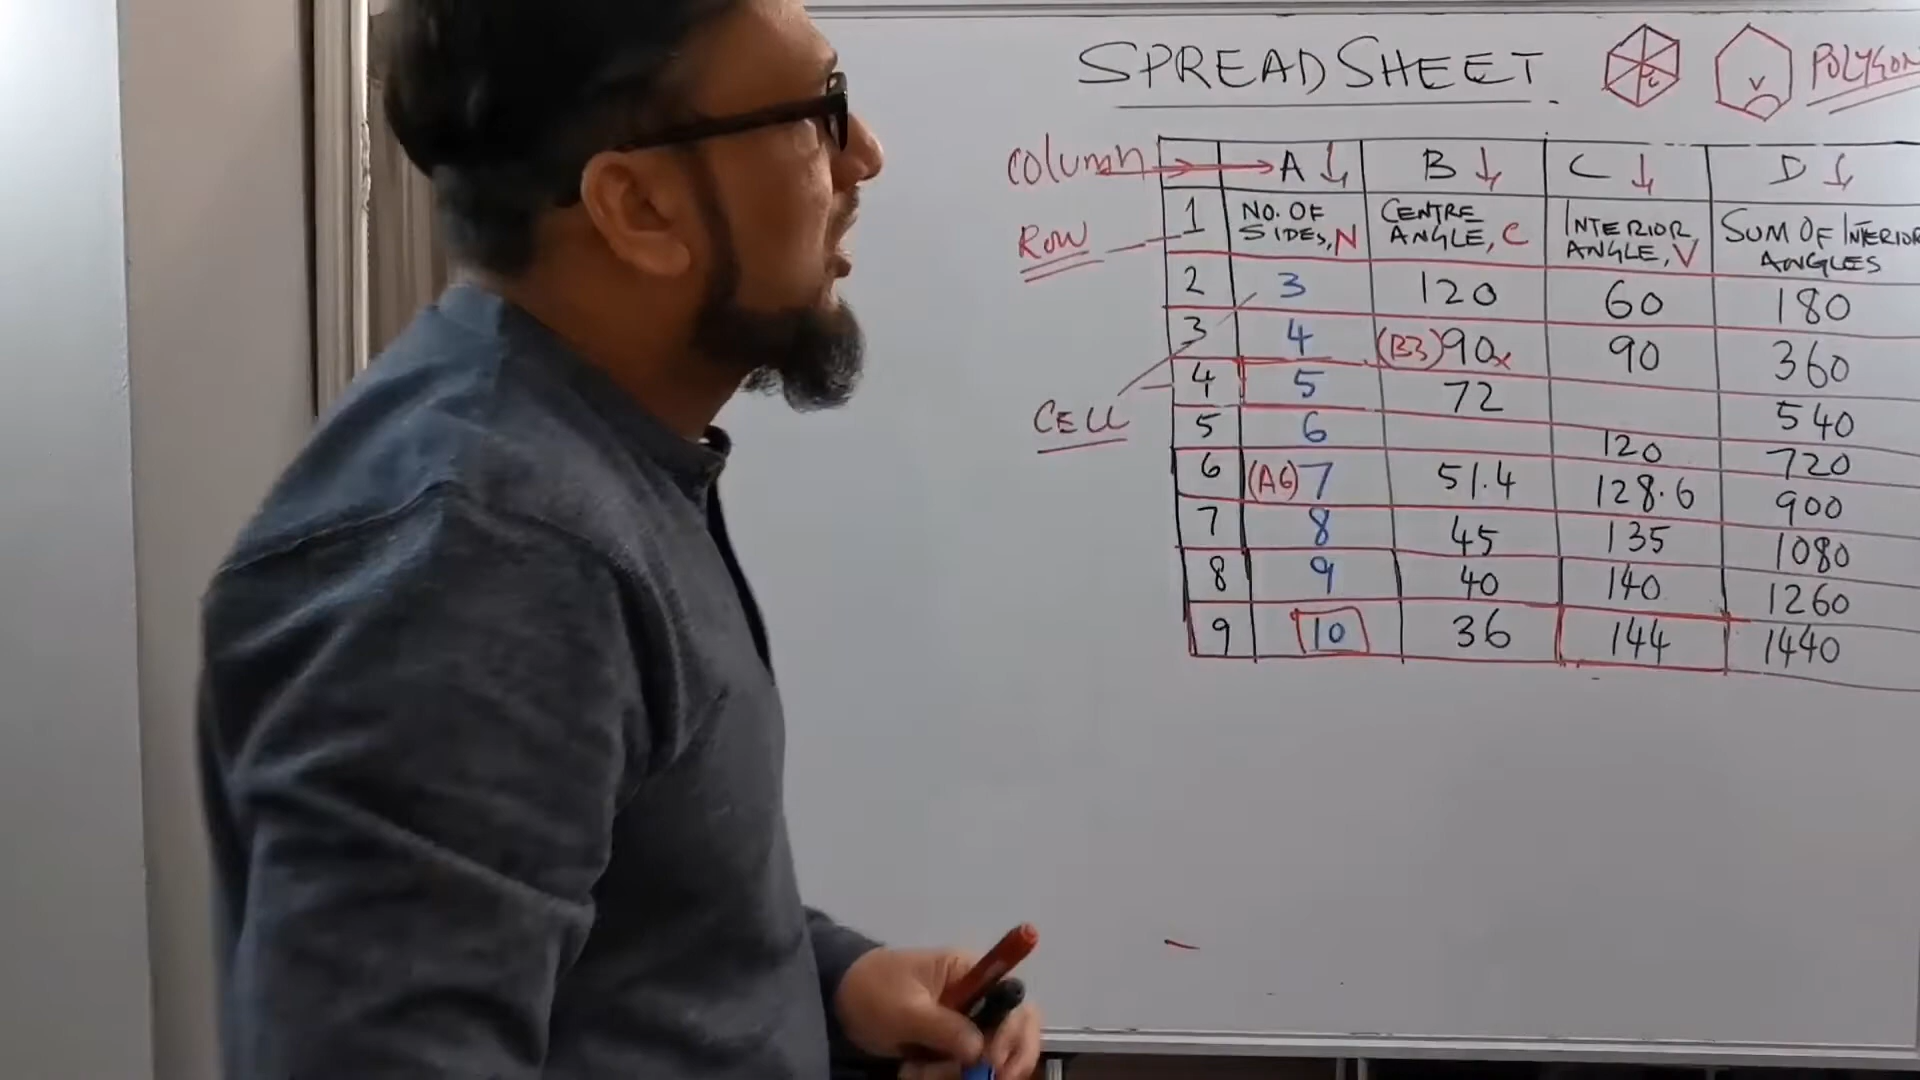 SPREADSHEET
C
V
POLYGON
COLUMN A B C D
ROW 1 NO. OF SIDES, N CENTRE ANGLE, C INTERIOR ANGLE, V SUM OF INTERIOR ANGLES
2 3 120 60 180
3 4 (B3) 90x 90 360
4 5 72 540
CELL
5 6 120 720
6 (A6) 7 51.4 128.6 900
7 8 45 135 1080
8 9 40 140 1260
9 10 36 144 1440